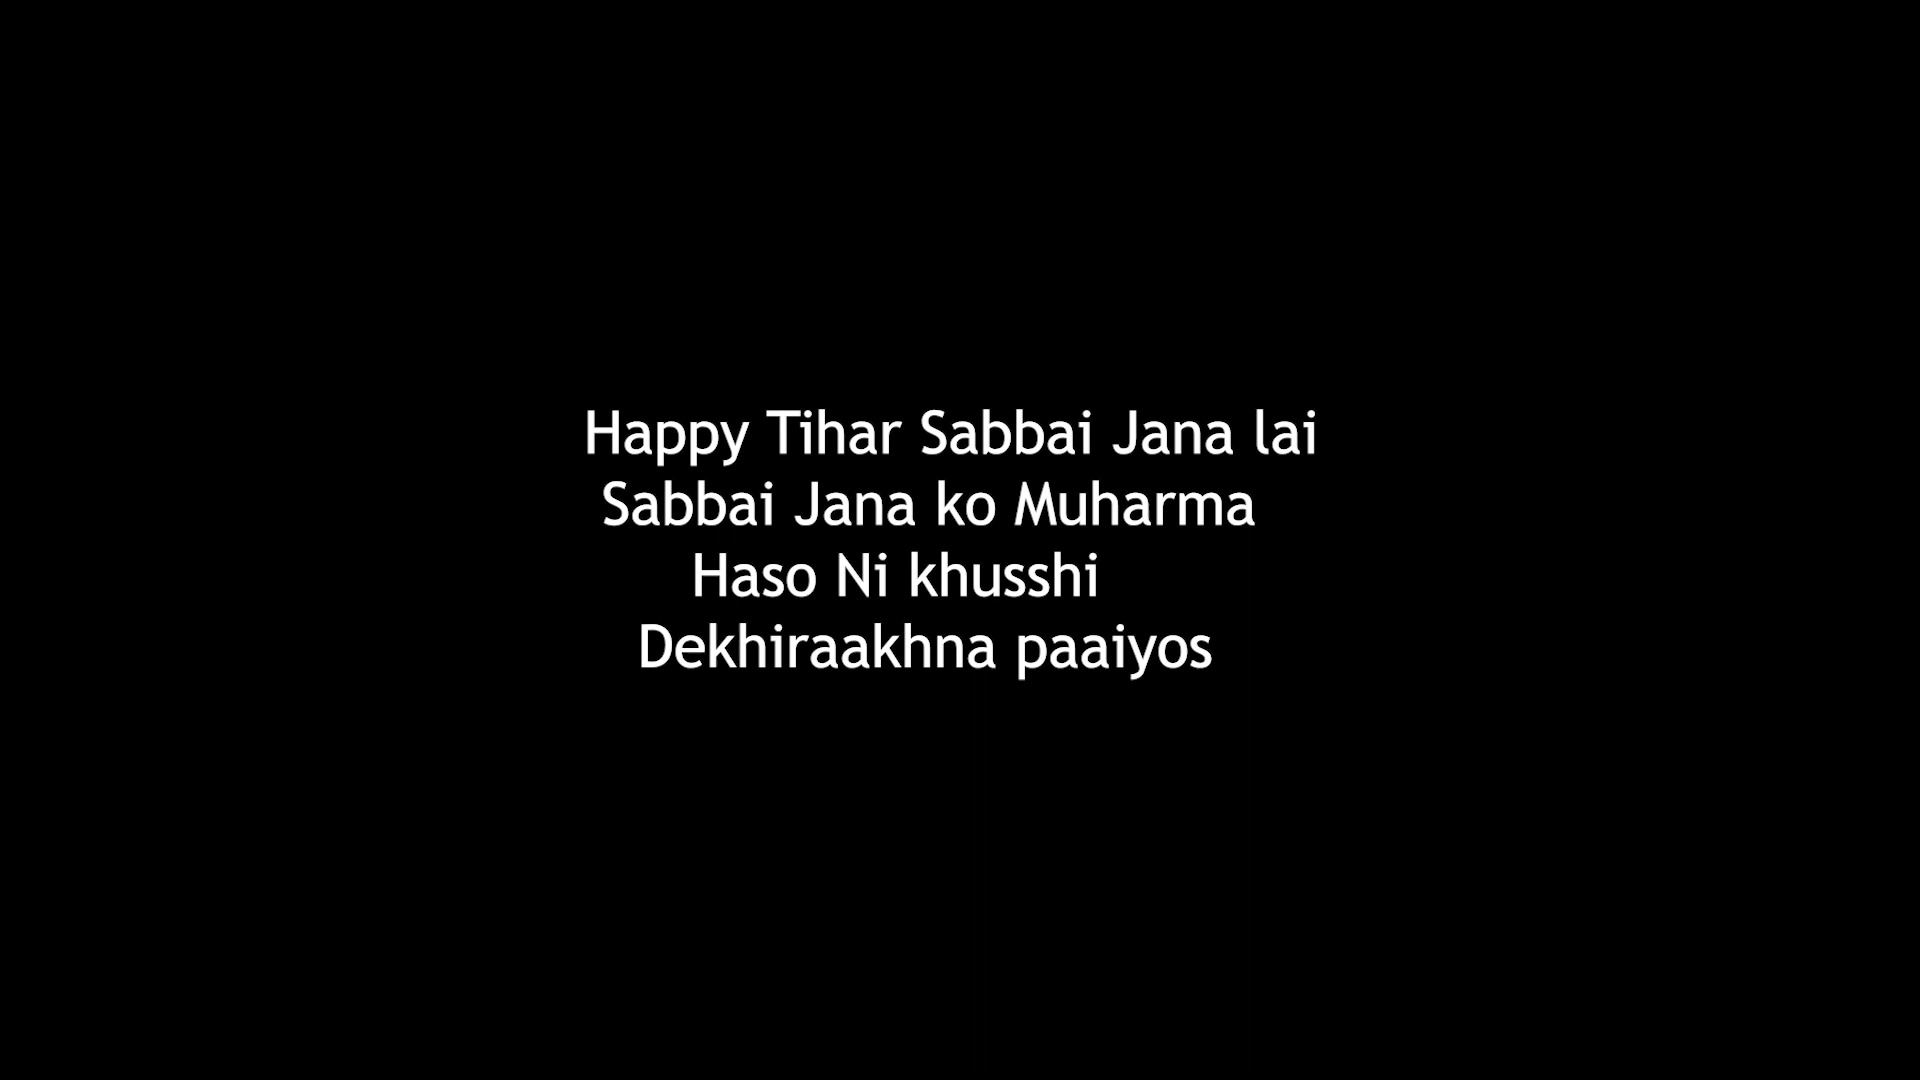 Happy Tihar Sabbai Jana lai
Sabbai Jana ko Muharma
Haso Ni khusshi
Dekhiraakhna paaiyos